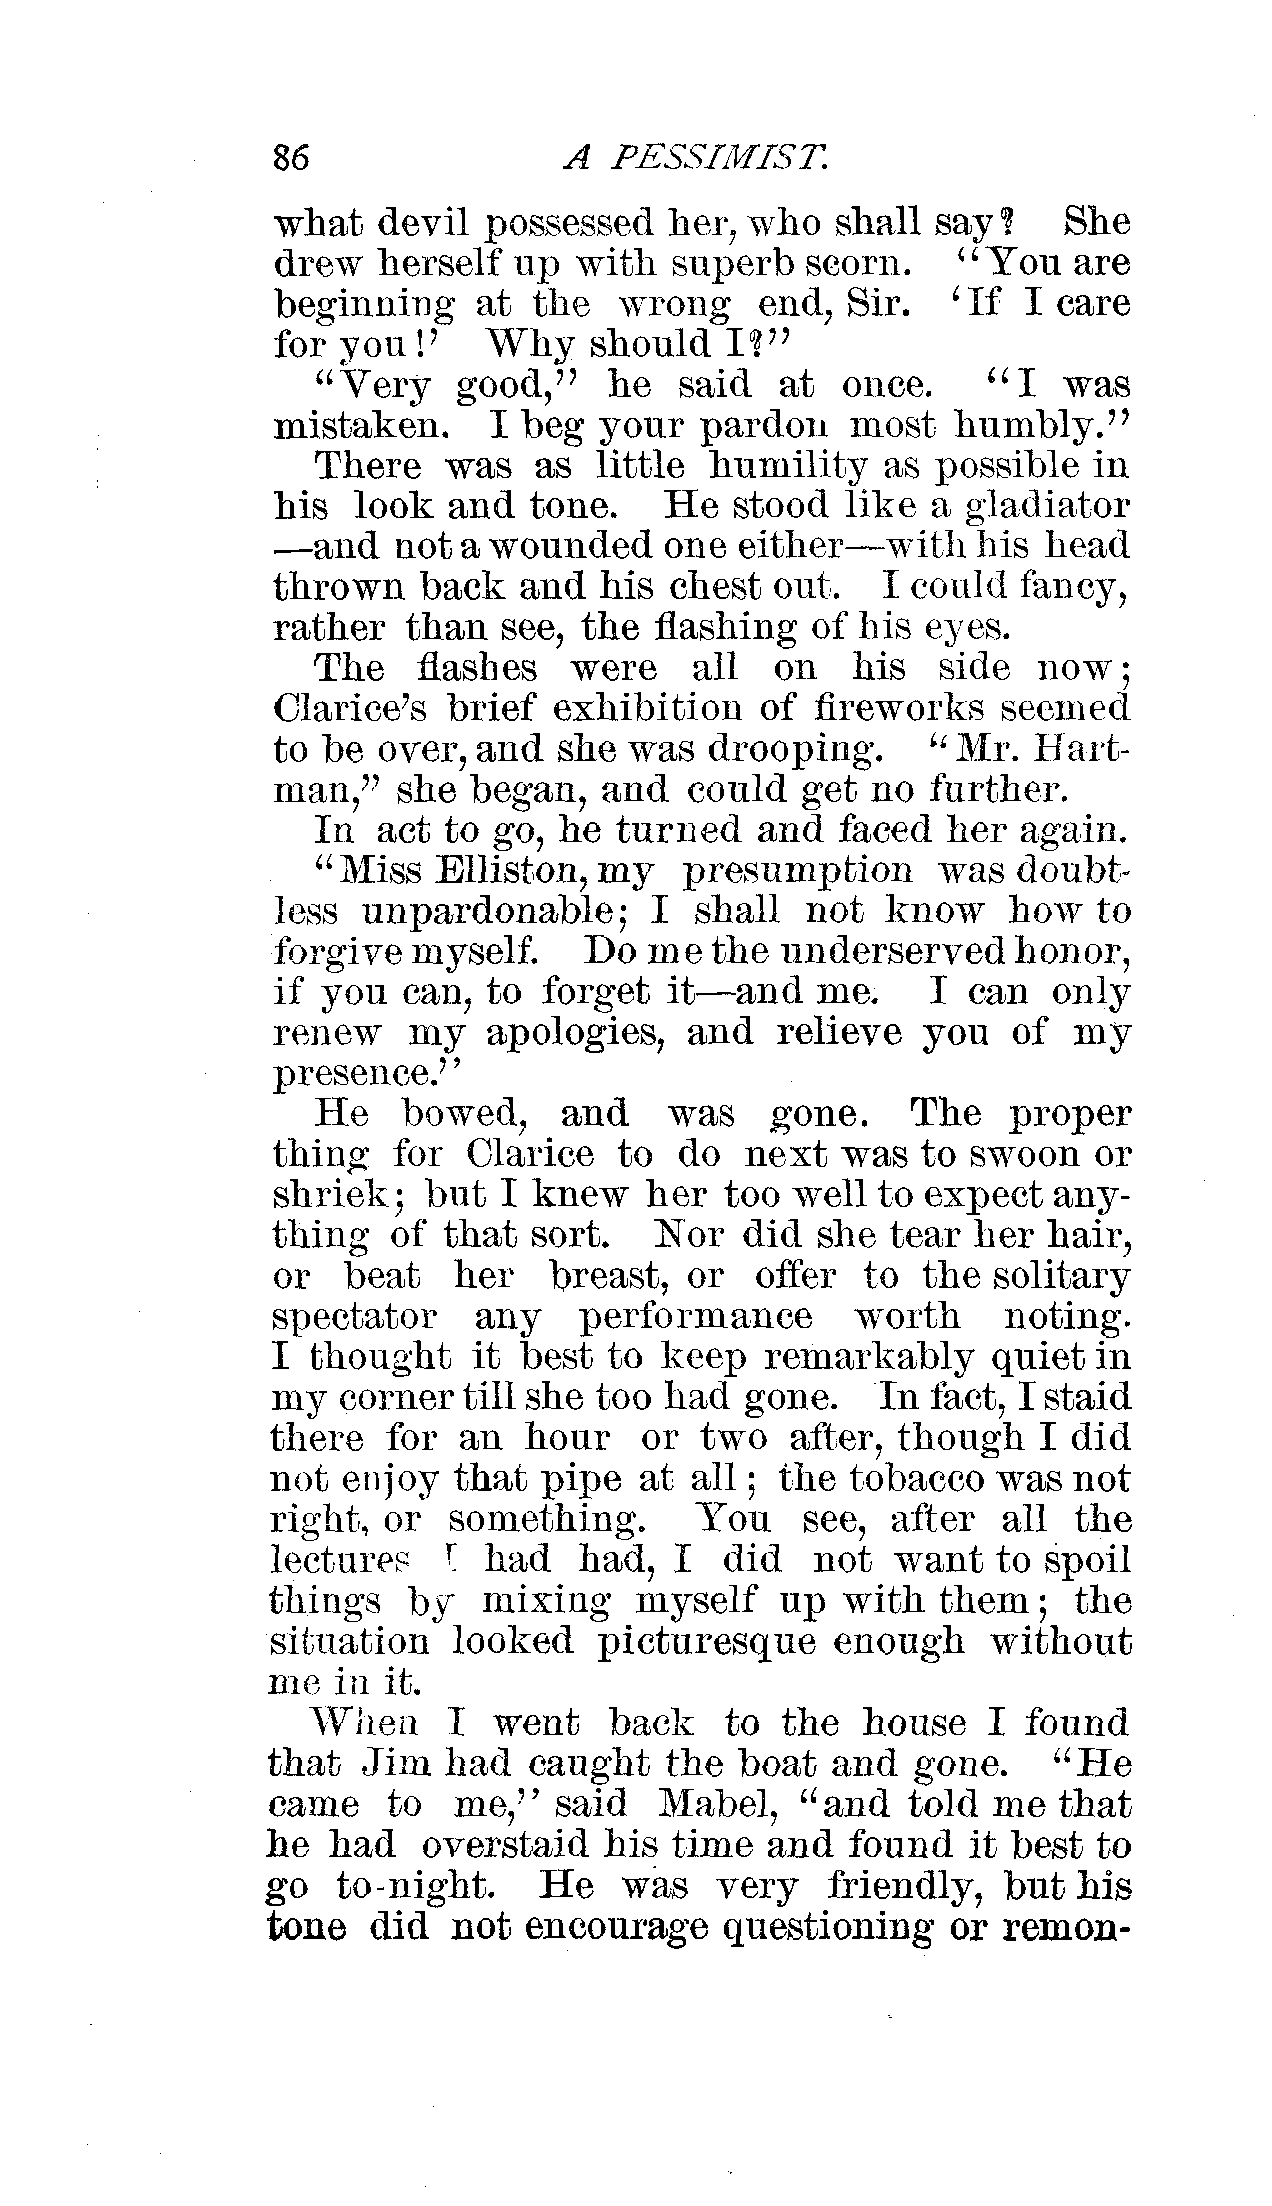 86 A PESSIMIST.
what devil possessed her, who shall say? She
drew herself up with superb scorn. “You are
beginning at the wrong end, Sir. ‘If I care
for you!’ Why should I?”
“Very good,” he said at once. “I was
mistaken. I beg your pardon most humbly.”
There was as little humility as possible in
his look and tone. He stood like a gladiator
—and not a wounded one either—with his head
thrown back and his chest out. I could fancy,
rather than see, the flashing of his eyes.
The flashes were all on his side now;
Clarice’s brief exhibition of fireworks seemed
to be over, and she was drooping. “Mr. Hart-
man,” she began, and could get no further.
In act to go, he turned and faced her again.
“Miss Elliston, my presumption was doubt-
less unpardonable; I shall not know how to
forgive myself. Do me the underserved honor,
if you can, to forget it—and me. I can only
renew my apologies, and relieve you of my
presence.”
He bowed, and was gone. The proper
thing for Clarice to do next was to swoon or
shriek; but I knew her too well to expect any-
thing of that sort. Nor did she tear her hair,
or beat her breast, or offer to the solitary
spectator any performance worth noting.
I thought it best to keep remarkably quiet in
my corner till she too had gone. In fact, I staid
there for an hour or two after, though I did
not enjoy that pipe at all; the tobacco was not
right, or something. You see, after all the
lectures I had had, I did not want to spoil
things by mixing myself up with them; the
situation looked picturesque enough without
me in it.
When I went back to the house I found
that Jim had caught the boat and gone. “He
came to me,” said Mabel, “and told me that
he had overstaid his time and found it best to
go to-night. He was very friendly, but his
tone did not encourage questioning or remon-